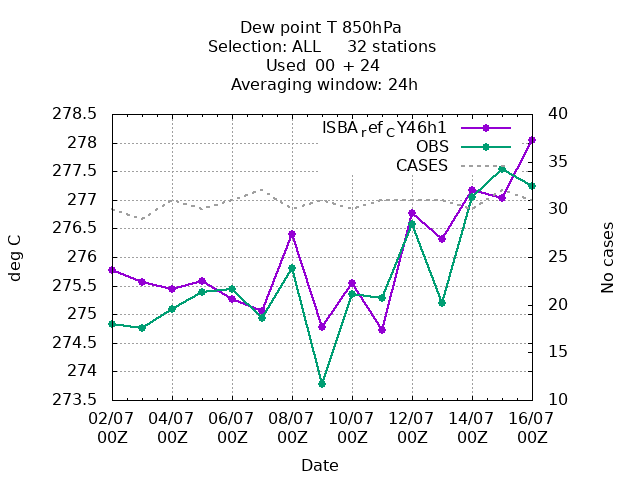 Dew point T 850hPa
Selection: ALL 32 stations
Used 00 + 24
Averaging window: 24h
278.5
278
277.5
277
276.5
276
275.5
275
274.5
274
273.5
deg C
ISBA_ref_CY46h1
OBS
CASES
40
35
30
25
20
15
10
No cases
02/07 04/07 06/07 08/07 10/07 12/07 14/07 16/07
00Z 00Z 00Z 00Z 00Z 00Z 00Z 00Z
Date